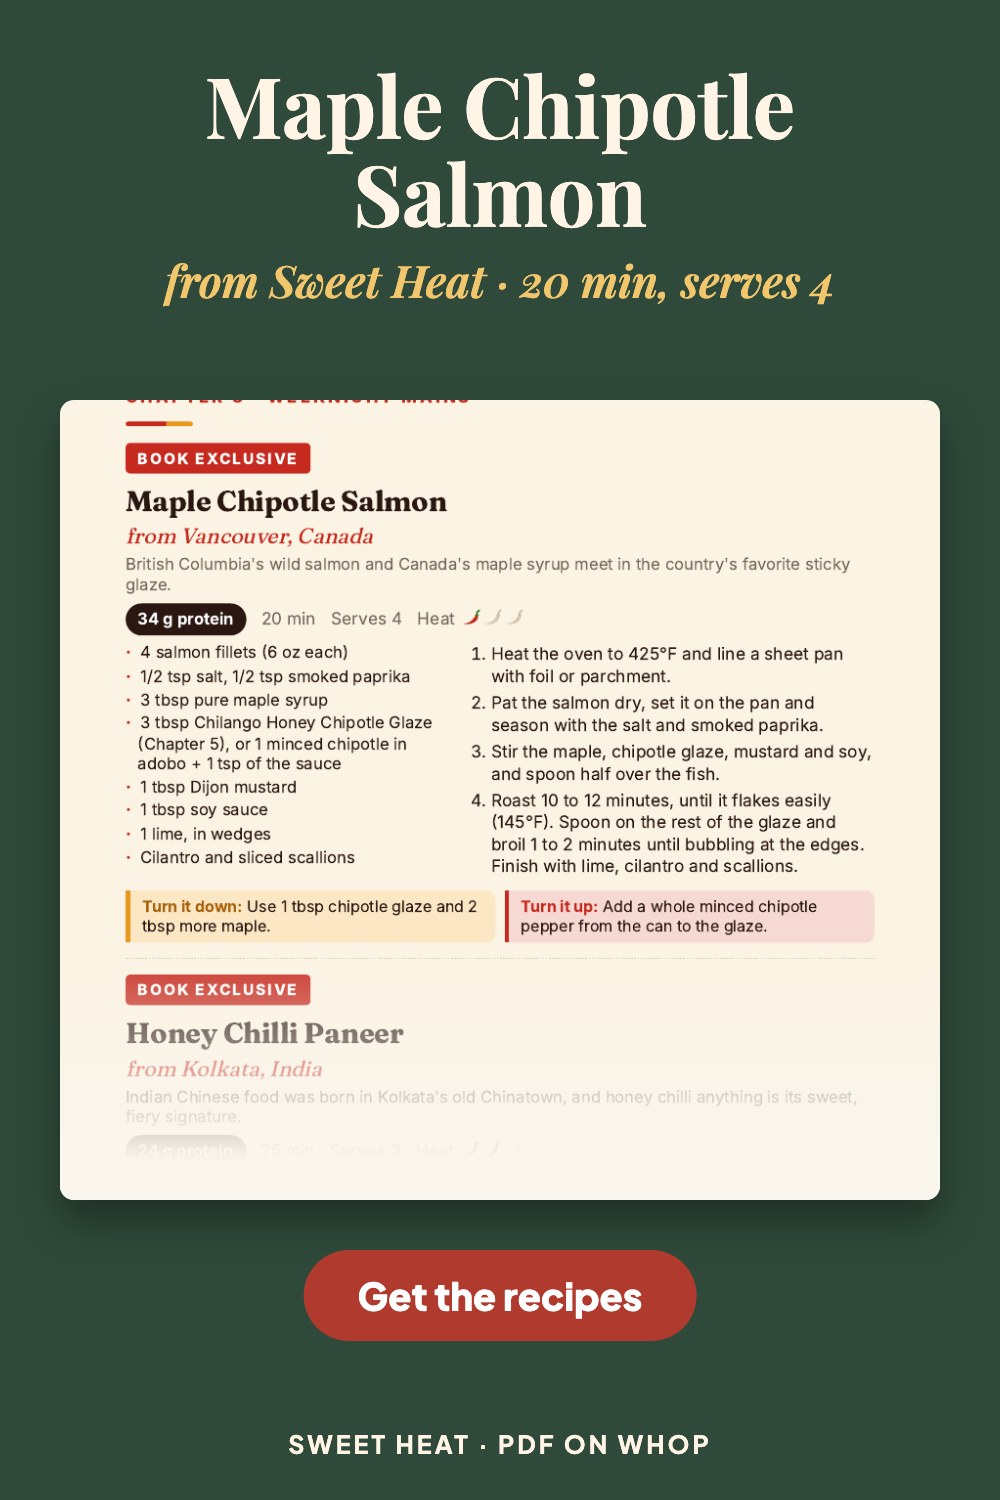 Maple Chipotle
Salmon
from Sweet Heat · 20 min, serves 4
CHAPTER WEEKNIGHT MAINS
BOOK EXCLUSIVE
Maple Chipotle Salmon
from Vancouver, Canada
British Columbia's wild salmon and Canada's maple syrup meet in the country's favorite sticky
glaze.
34 g protein 20 min Serves 4 Heat
· 4 salmon fillets (6 oz each)
· 1/2 tsp salt, 1/2 tsp smoked paprika
· 3 tbsp pure maple syrup
· 3 tbsp Chilango Honey Chipotle Glaze
(Chapter 5), or 1 minced chipotle in
adobo + 1 tsp of the sauce
· 1 tbsp Dijon mustard
· 1 tbsp soy sauce
· 1 lime, in wedges
· Cilantro and sliced scallions
1. Heat the oven to 425°F and line a sheet pan
with foil or parchment.
2. Pat the salmon dry, set it on the pan and
season with the salt and smoked paprika.
3. Stir the maple, chipotle glaze, mustard and soy,
and spoon half over the fish.
4. Roast 10 to 12 minutes, until it flakes easily
(145°F). Spoon on the rest of the glaze and
broil 1 to 2 minutes until bubbling at the edges.
Finish with lime, cilantro and scallions.
Turn it down: Use 1 tbsp chipotle glaze and 2
tbsp more maple.
Turn it up: Add a whole minced chipotle
pepper from the can to the glaze.
BOOK EXCLUSIVE
Honey Chilli Paneer
from Kolkata, India
Indian Chinese food was born in Kolkata's old Chinatown, and honey chilli anything is its sweet,
fiery signature.
24 g protein 25 min Serves 3 Heat
Get the recipes
SWEET HEAT · PDF ON WHOP